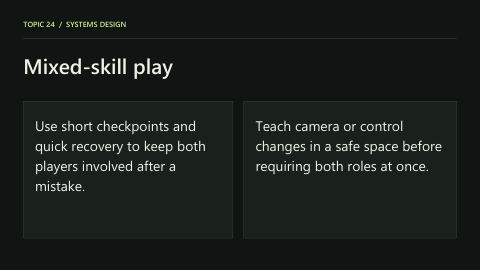 TOPIC 24 / SYSTEMS DESIGN
Mixed-skill play
Use short checkpoints and
quick recovery to keep both
players involved after a
mistake.
Teach camera or control
changes in a safe space before
requiring both roles at once.